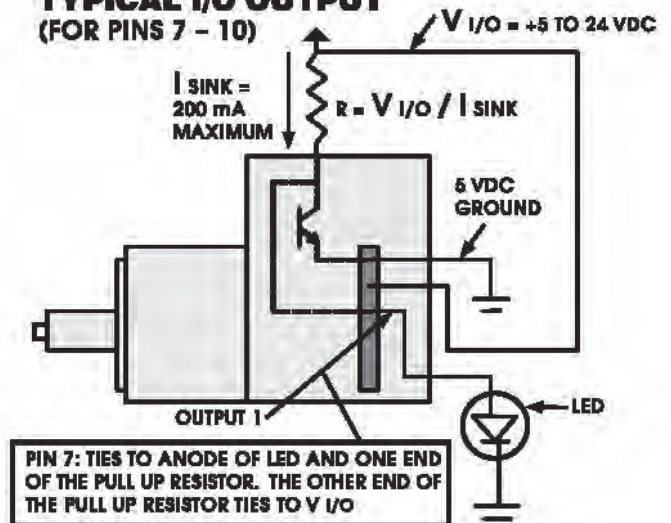 TYPICAL I/O OUTPUT
(FOR PINS 7 – 10)
V I/O = +5 TO 24 VDC
I SINK =
200 mA
MAXIMUM
R = V I/O / I SINK
5 VDC
GROUND
OUTPUT 1
LED
PIN 7: TIES TO ANODE OF LED AND ONE END
OF THE PULL UP RESISTOR. THE OTHER END OF
THE PULL UP RESISTOR TIES TO V I/O